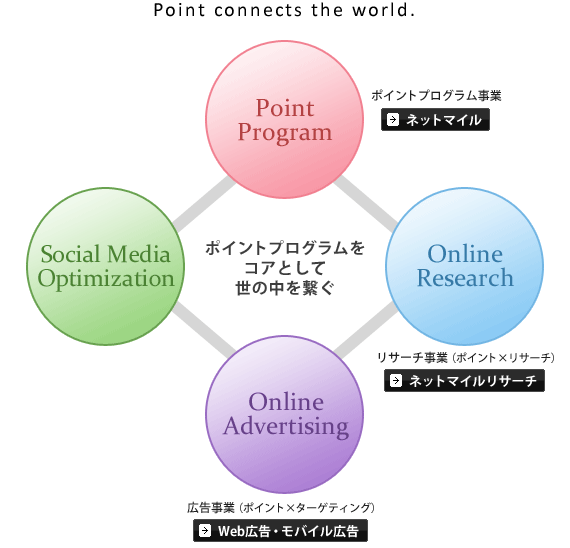 Point connects the world.
Point
Program
ポイントプログラム事業
ネットマイル
Social Media
Optimization
ポイントプログラムを
コアとして
世の中を繋ぐ
Online
Research
リサーチ事業（ポイント×リサーチ）
ネットマイルリサーチ
Online
Advertising
広告事業（ポイント×ターゲティング）
Web広告・モバイル広告